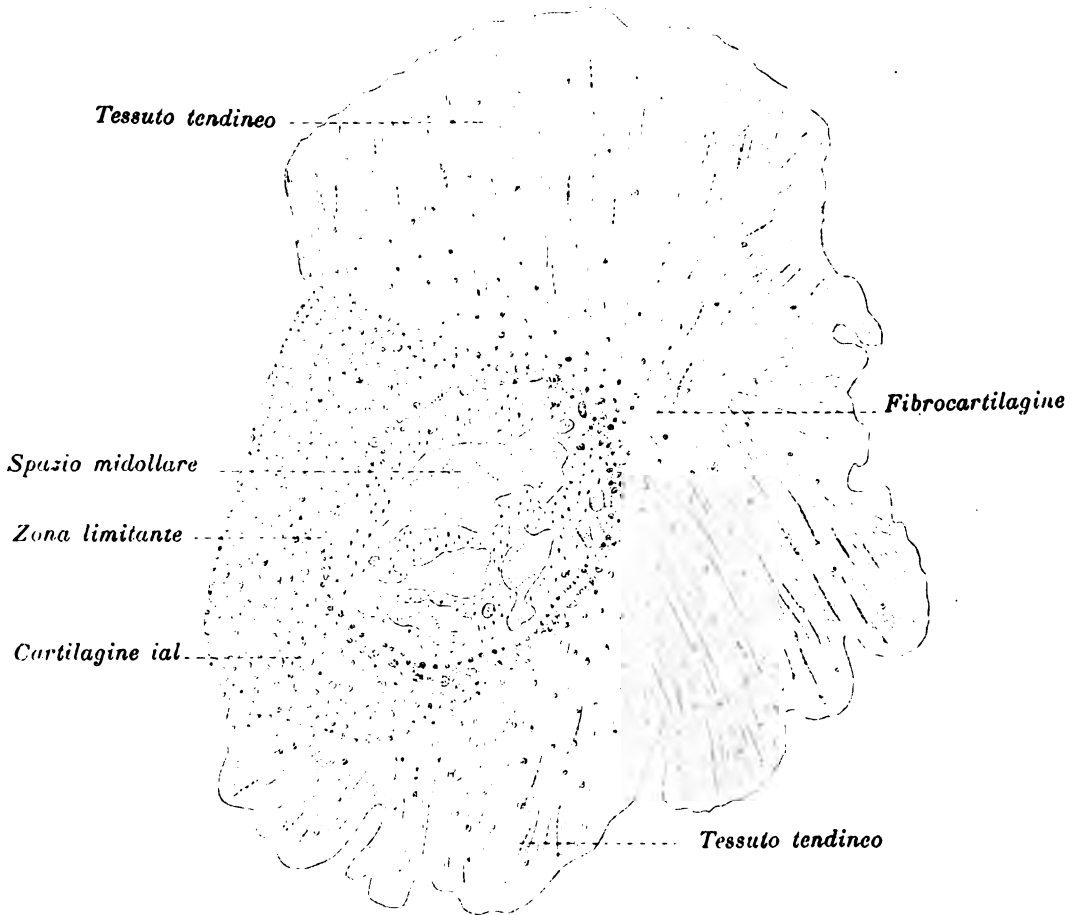 Tessuto tendineo
Fibrocartilagine
Spazio midollare
Zona limitante
Cartilagine ial
Tessuto tendineo